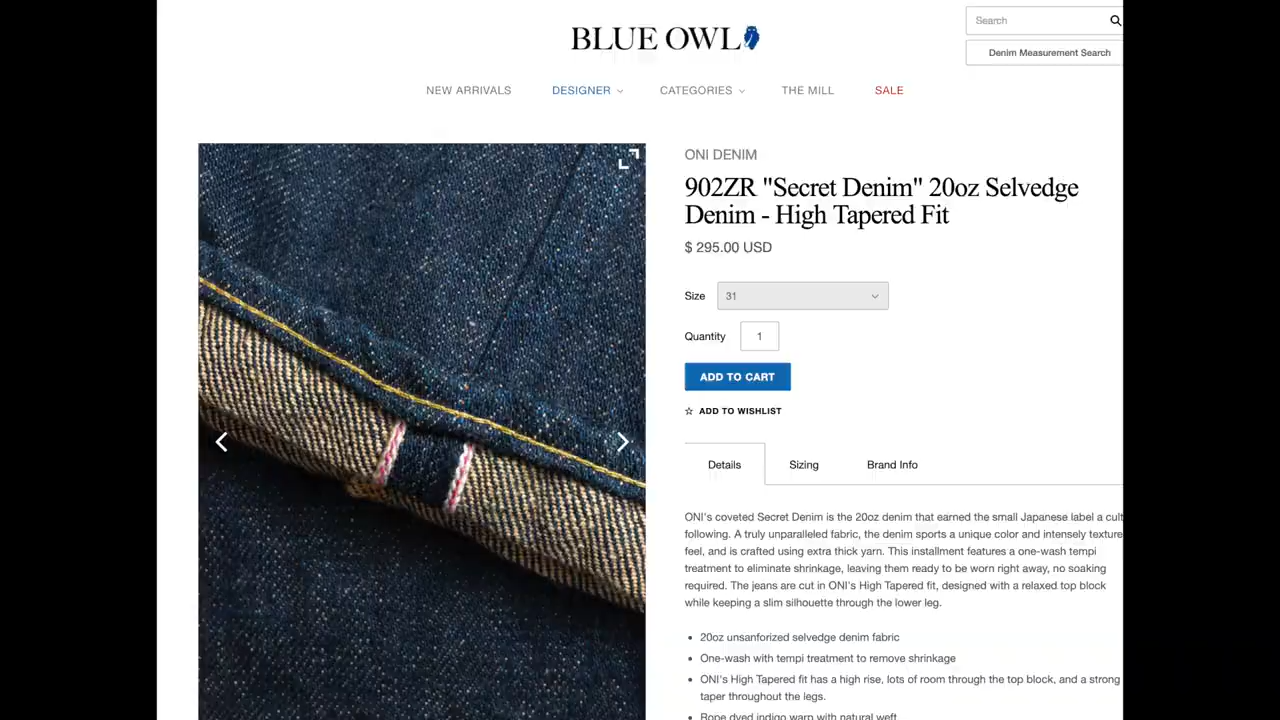 BLUE OWL
Search
Denim Measurement Search
NEW ARRIVALS
DESIGNER
CATEGORIES
THE MILL
SALE
ONI DENIM
902ZR "Secret Denim" 20oz Selvedge
Denim - High Tapered Fit
$ 295.00 USD
Size
31
Quantity
1
ADD TO CART
ADD TO WISHLIST
Details
Sizing
Brand Info
ONI's coveted Secret Denim is the 20oz denim that earned the small Japanese label a cult
following. A truly unparalleled fabric, the denim sports a unique color and intensely texture
feel, and is crafted using extra thick yarn. This installment features a one-wash tempi
treatment to eliminate shrinkage, leaving them ready to be worn right away, no soaking
required. The jeans are cut in ONI's High Tapered fit, designed with a relaxed top block
while keeping a slim silhouette through the lower leg.
• 20oz unsanforized selvedge denim fabric
• One-wash with tempi treatment to remove shrinkage
• ONI's High Tapered fit has a high rise, lots of room through the top block, and a strong
taper throughout the legs.
• Rope dyed indigo warp with natural weft